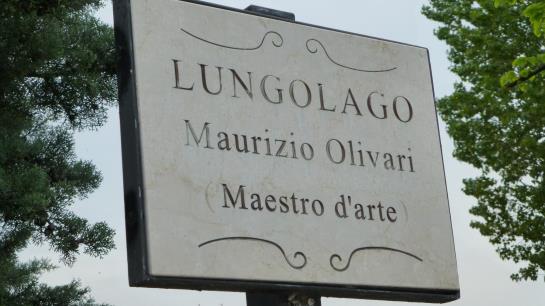 LUNGOLAGO
Maurizio Olivari
(Maestro d'arte)